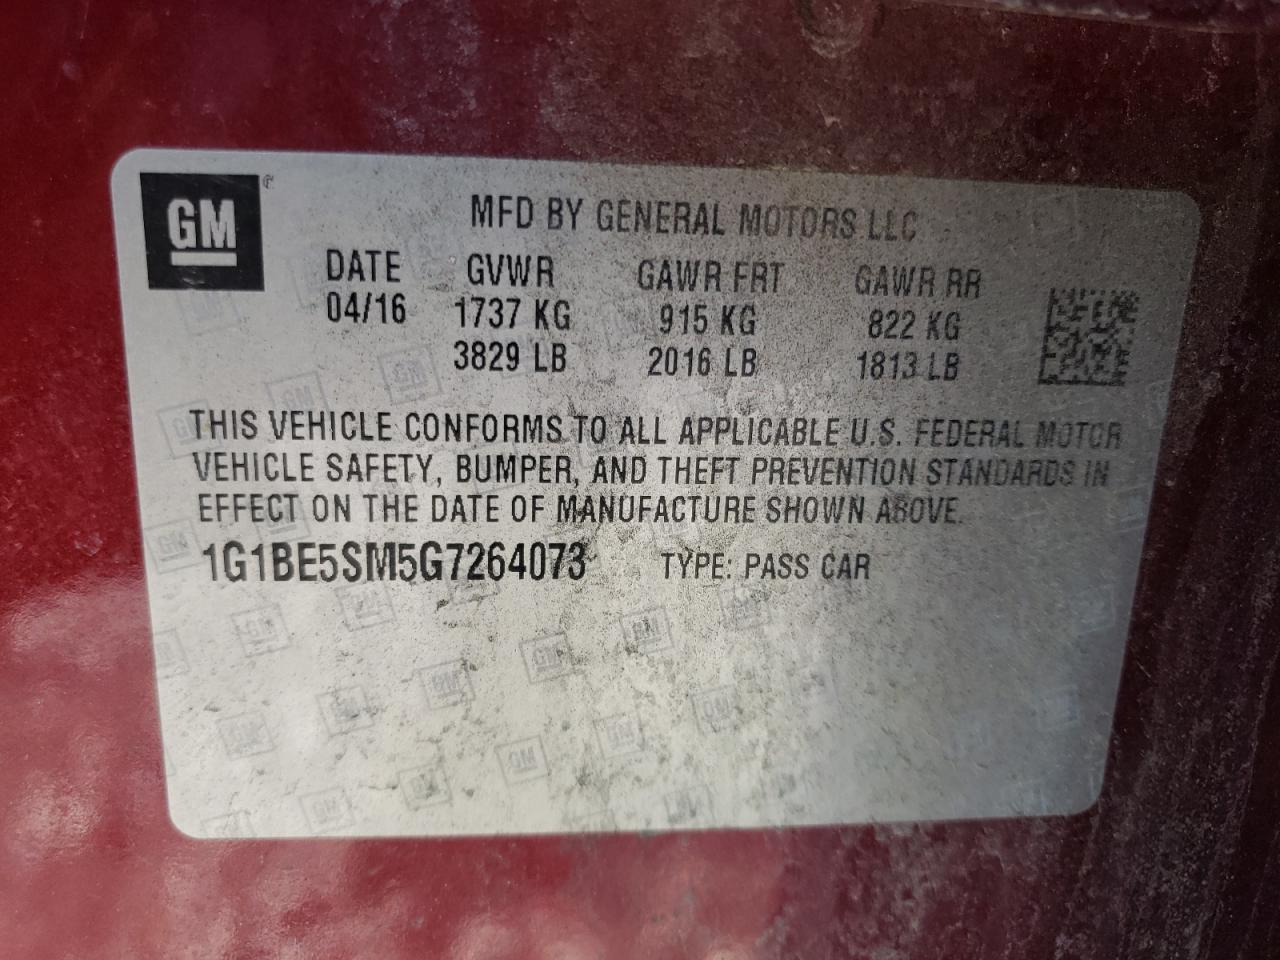 GM
MFD BY GENERAL MOTORS LLC
DATE GVWR GAWR FRT GAWR RR
04/16 1737 KG 915 KG 822 KG
3829 LB 2016 LB 1813 LB
THIS VEHICLE CONFORMS TO ALL APPLICABLE U.S. FEDERAL MOTOR
VEHICLE SAFETY, BUMPER, AND THEFT PREVENTION STANDARDS IN
EFFECT ON THE DATE OF MANUFACTURE SHOWN ABOVE.
1G1BE5SM5G7264073 TYPE: PASS CAR